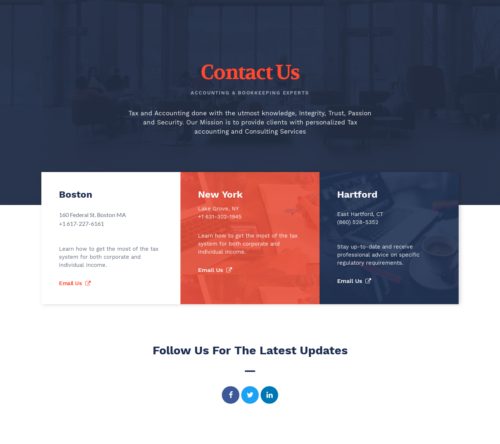 Contact Us
ACCOUNTING & BOOKKEEPING EXPERTS
Tax and Accounting done with the utmost knowledge, Integrity, Trust, Passion
and Security. Our Mission is to provide clients with personalized Tax
accounting and Consulting Services
Boston
160 Federal St. Boston MA
+1 617-227-6161
Learn how to get the most of the tax
system for both corporate and
individual income.
Email Us
New York
Lake Grove, NY
+1 631-303-1945
Learn how to get the most of the tax
system for both corporate and
individual income.
Email Us
Hartford
East Hartford, CT
(860) 528-5352
Stay up-to-date and receive
professional advice on specific
regulatory requirements.
Email Us
Follow Us For The Latest Updates